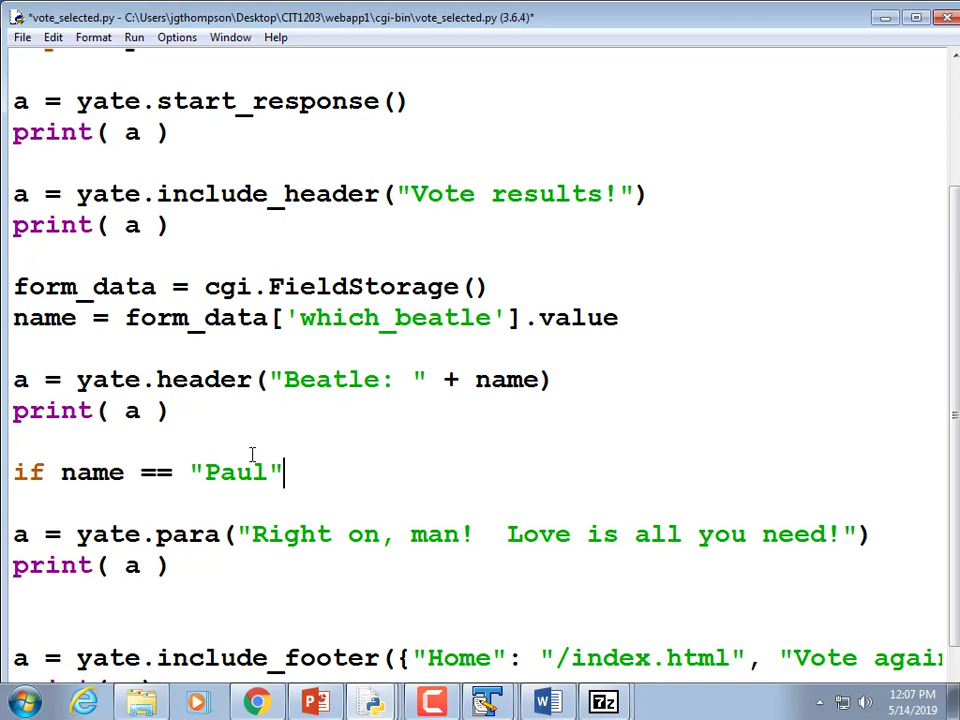 *vote_selected.py - C:\Users\jgthompson\Desktop\CIT1203\webapp1\cgi-bin\vote_selected.py (3.6.4)*
File Edit Format Run Options Window Help
a = yate.start_response()
print( a )
a = yate.include_header("Vote results!")
print( a )
form_data = cgi.FieldStorage()
name = form_data['which_beatle'].value
a = yate.header("Beatle: " + name)
print( a )
if name == "Paul"
a = yate.para("Right on, man!  Love is all you need!")
print( a )
a = yate.include_footer({"Home": "/index.html", "Vote again
12:07 PM
5/14/2019